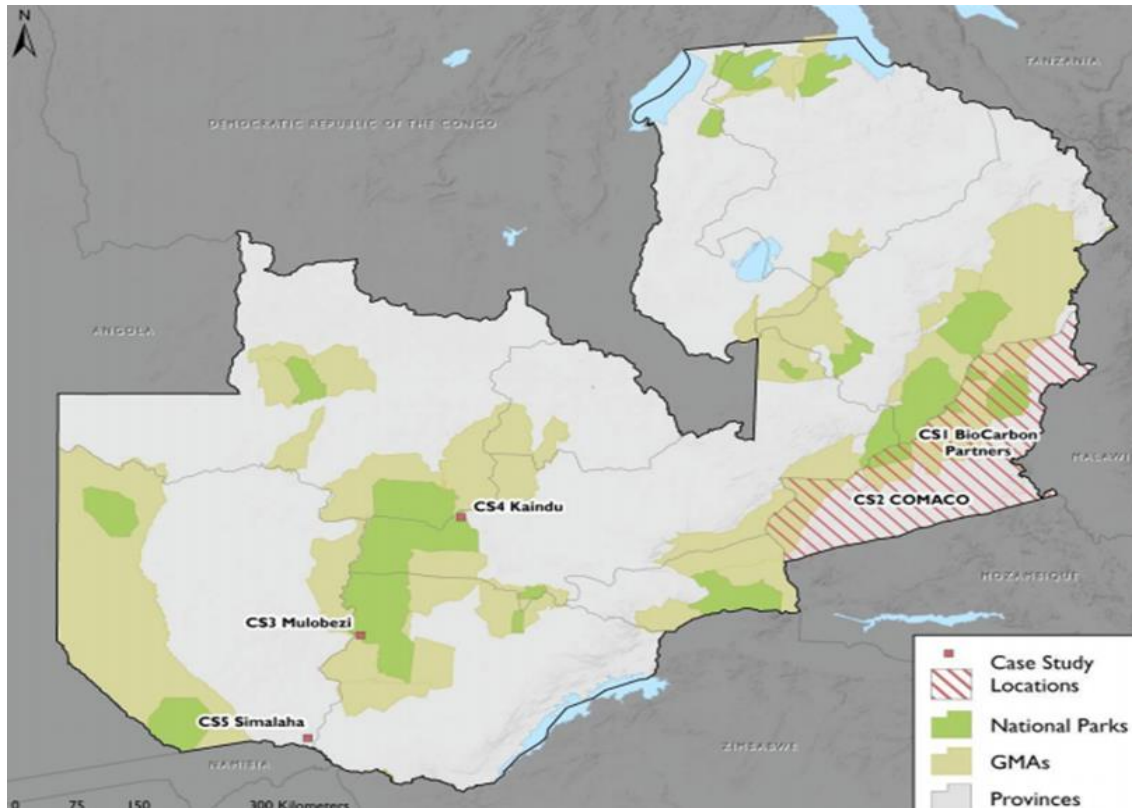 N
TANZANIA
DEMOCRATIC REPUBLIC OF THE CONGO
ANGOLA
CS1 BioCarbon
Partners
MALAWI
CS2 COMACO
CS4 Kaindu
MOZAMBIQUE
CS3 Mulobezi
CS5 Simalaha
ZIMBABWE
NAMIBIA
0 75 150 300 Kilometers
Case Study
Locations
National Parks
GMAs
Provinces